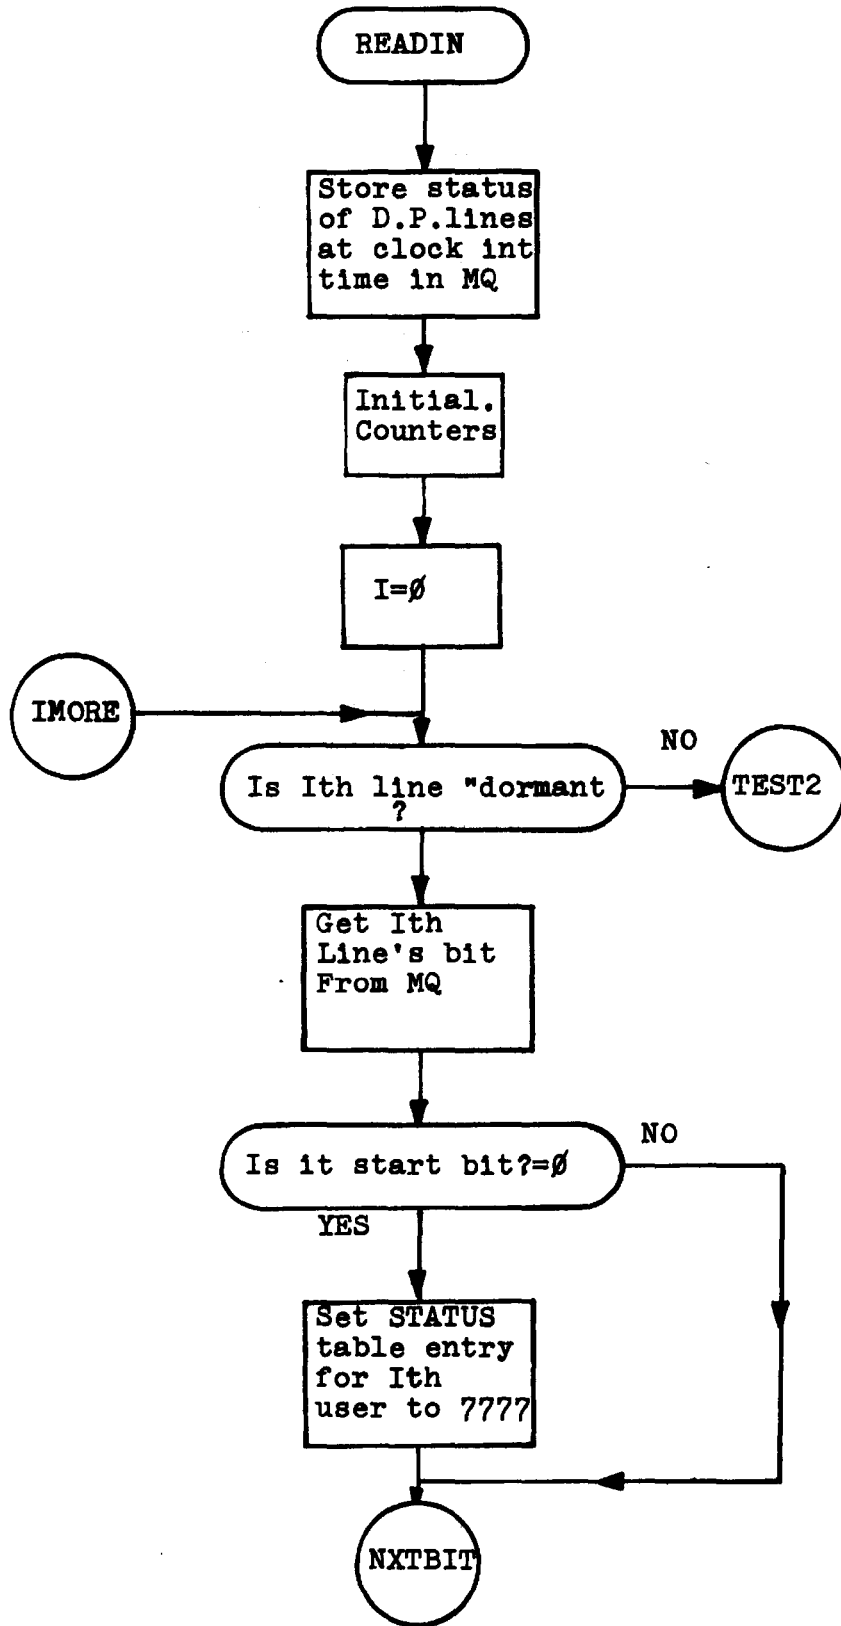 READIN
Store status
of D.P.lines
at clock int
time in MQ
Initial.
Counters
I=Ø
IMORE
Is Ith line "dormant
?
NO
TEST2
Get Ith
Line's bit
From MQ
Is it start bit?=Ø
NO
YES
Set STATUS
table entry
for Ith
user to 7777
NXTBIT